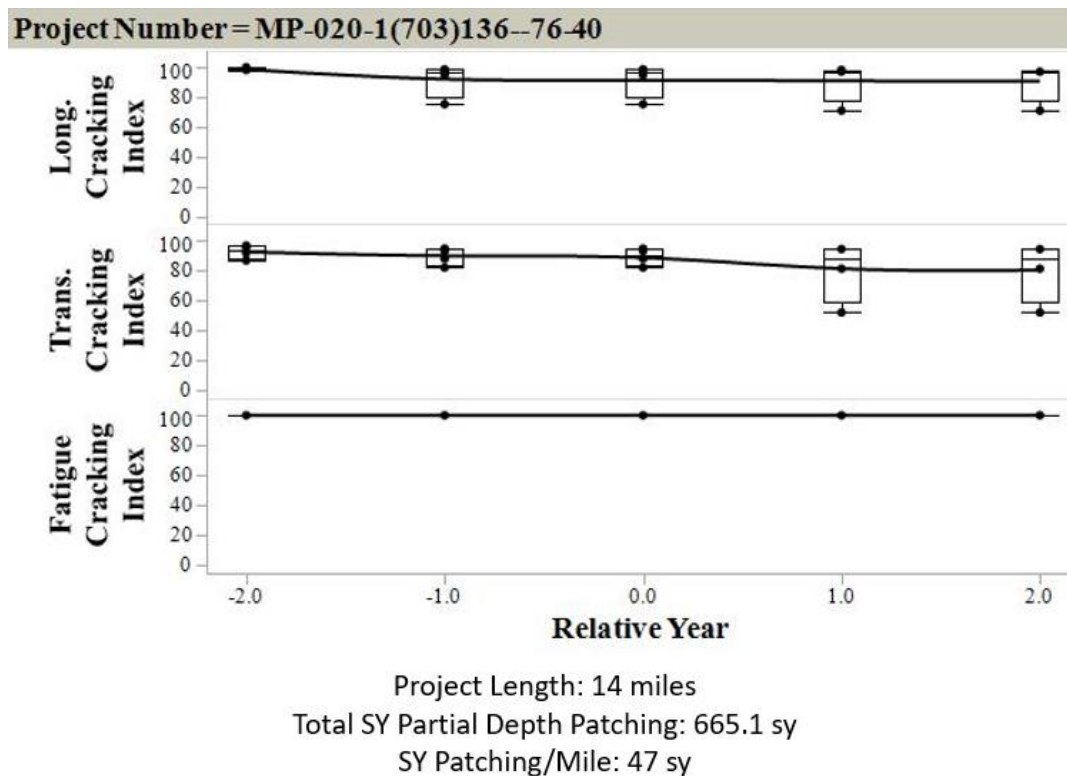 Project Number = MP-020-1(703)136--76-40
Long.
Cracking
Index
100
80
60
40
20
0
Trans.
Cracking
Index
100
80
60
40
20
0
Fatigue
Cracking
Index
100
80
60
40
20
0
-2.0 -1.0 0.0 1.0 2.0
Relative Year
Project Length: 14 miles
Total SY Partial Depth Patching: 665.1 sy
SY Patching/Mile: 47 sy